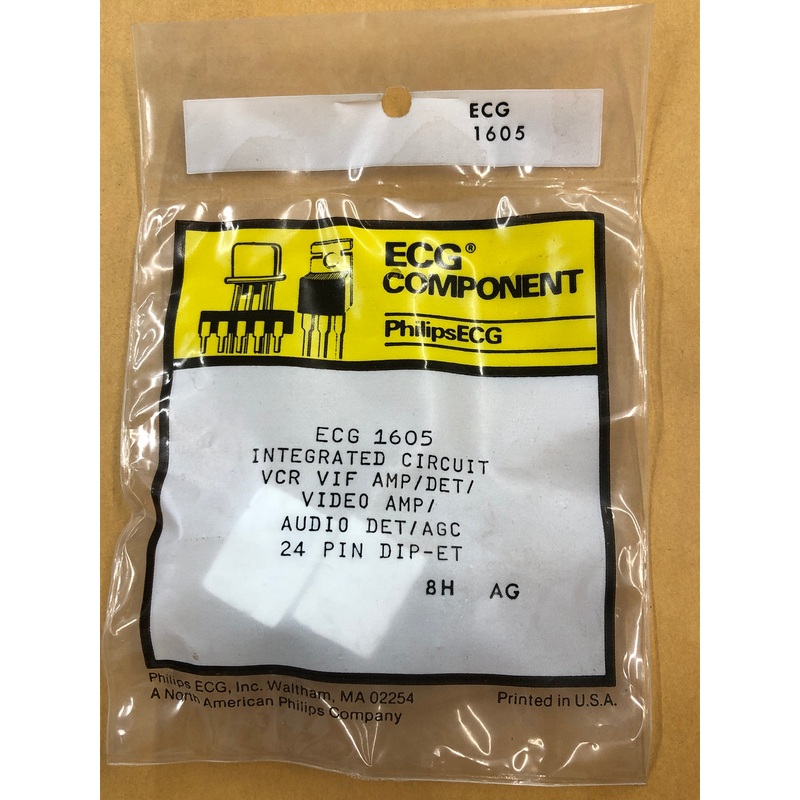 ECG
1605
C
ECG®
COMPONENT
PhilipsECG
ECG 1605
INTEGRATED CIRCUIT
VCR VIF AMP/DET/
VIDEO AMP/
AUDIO DET/AGC
24 PIN DIP-ET
8H AG
Philips ECG, Inc. Waltham, MA 02254
A North American Philips Company
Printed in U.S.A.